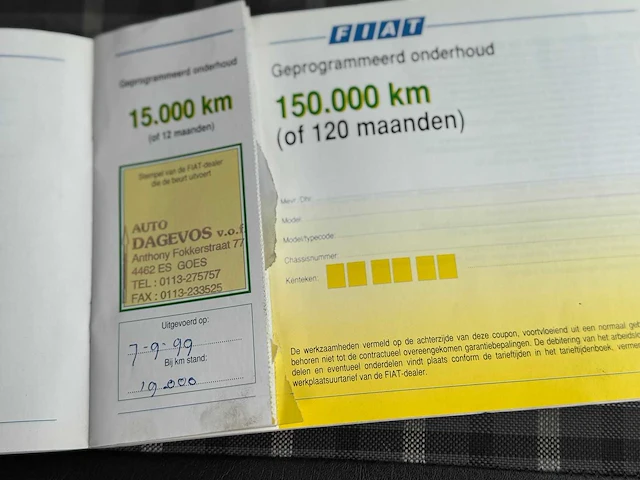 Geprogrammeerd onderhoud
15.000 km
(of 12 maanden)
Stempel van de FIAT-dealer
die de beurt uitvoert
AUTO
DAGEVOS v.o.f.
Anthony Fokkerstraat 77
4462 ES GOES
TEL : 0113-275757
FAX : 0113-233525
Uitgevoerd op:
7-9-99
Bij km stand:
19.000
FIAT
Geprogrammeerd onderhoud
150.000 km
(of 120 maanden)
Model:
Modeltypecode:
Chassisnummer:
Kenteken:
De werkzaamheden vermeld op de achterzijde van deze coupon, voortvloeiend uit een normaal
behoren niet tot de contractueel overeengekomen garantiebepalingen. De debitering van het
delen en eventueel onderdelen vindt plaats conform de tarieftijden in het tarieftijdenboek,
werkplaatsuurtarief van de FIAT-dealer.